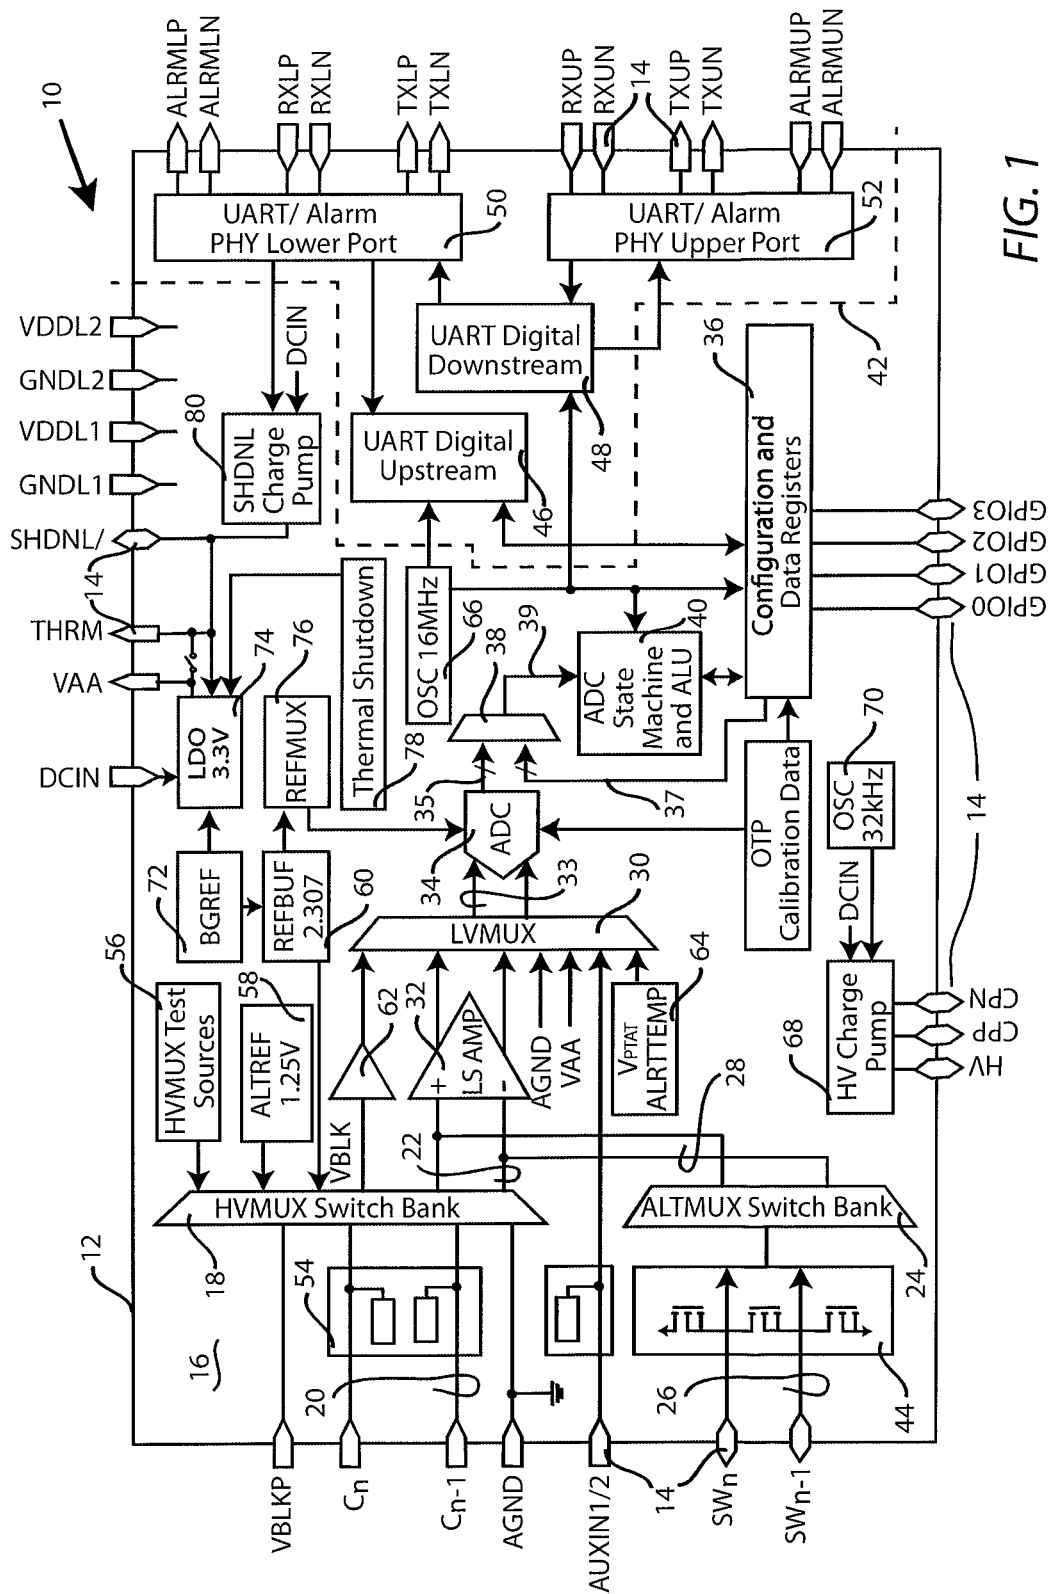 10
ALRMLP
ALRMLN
RXLP
RXLN
TXLP
TXLN
RXUP
RXUN
14
TXUP
TXUN
ALRMUP
ALRMUN
UART/ Alarm
PHY Lower Port
50
UART/ Alarm
PHY Upper Port
52
FIG. 1
VDDL2
GNDL2
VDDL1
GNDL1
SHDNL/
14
THRM
VAA
DCIN
80
SHDNL
Charge
Pump
DCIN
UART Digital
Downstream
48
UART Digital
Upstream
46
42
36
Configuration and
Data Registers
GPIO3
GPIO2
GPIO1
GPIO0
14
LDO
3.3V
74
REFMUX
76
Thermal Shutdown
78
OSC 16MHz
66
38
39
ADC
State
Machine
and ALU
40
35
37
ADC
34
33
OTP
Calibration Data
OSC
32kHz
70
BGREF
72
REFBUF
2.307
60
LVMUX
30
HVMUX Test
Sources
56
ALTREF
1.25V
58
62
32
LS AMP
+
−
AGND
VAA
VPTAT
ALRTTEMP
64
28
DCIN
HV Charge
Pump
68
CPN
CPP
HV
VBLK
22
HVMUX Switch Bank
18
ALTMUX Switch Bank
24
12
16
54
20
26
44
VBLKP
Cn
Cn-1
AGND
AUXIN1/2
14
SWn
SWn-1